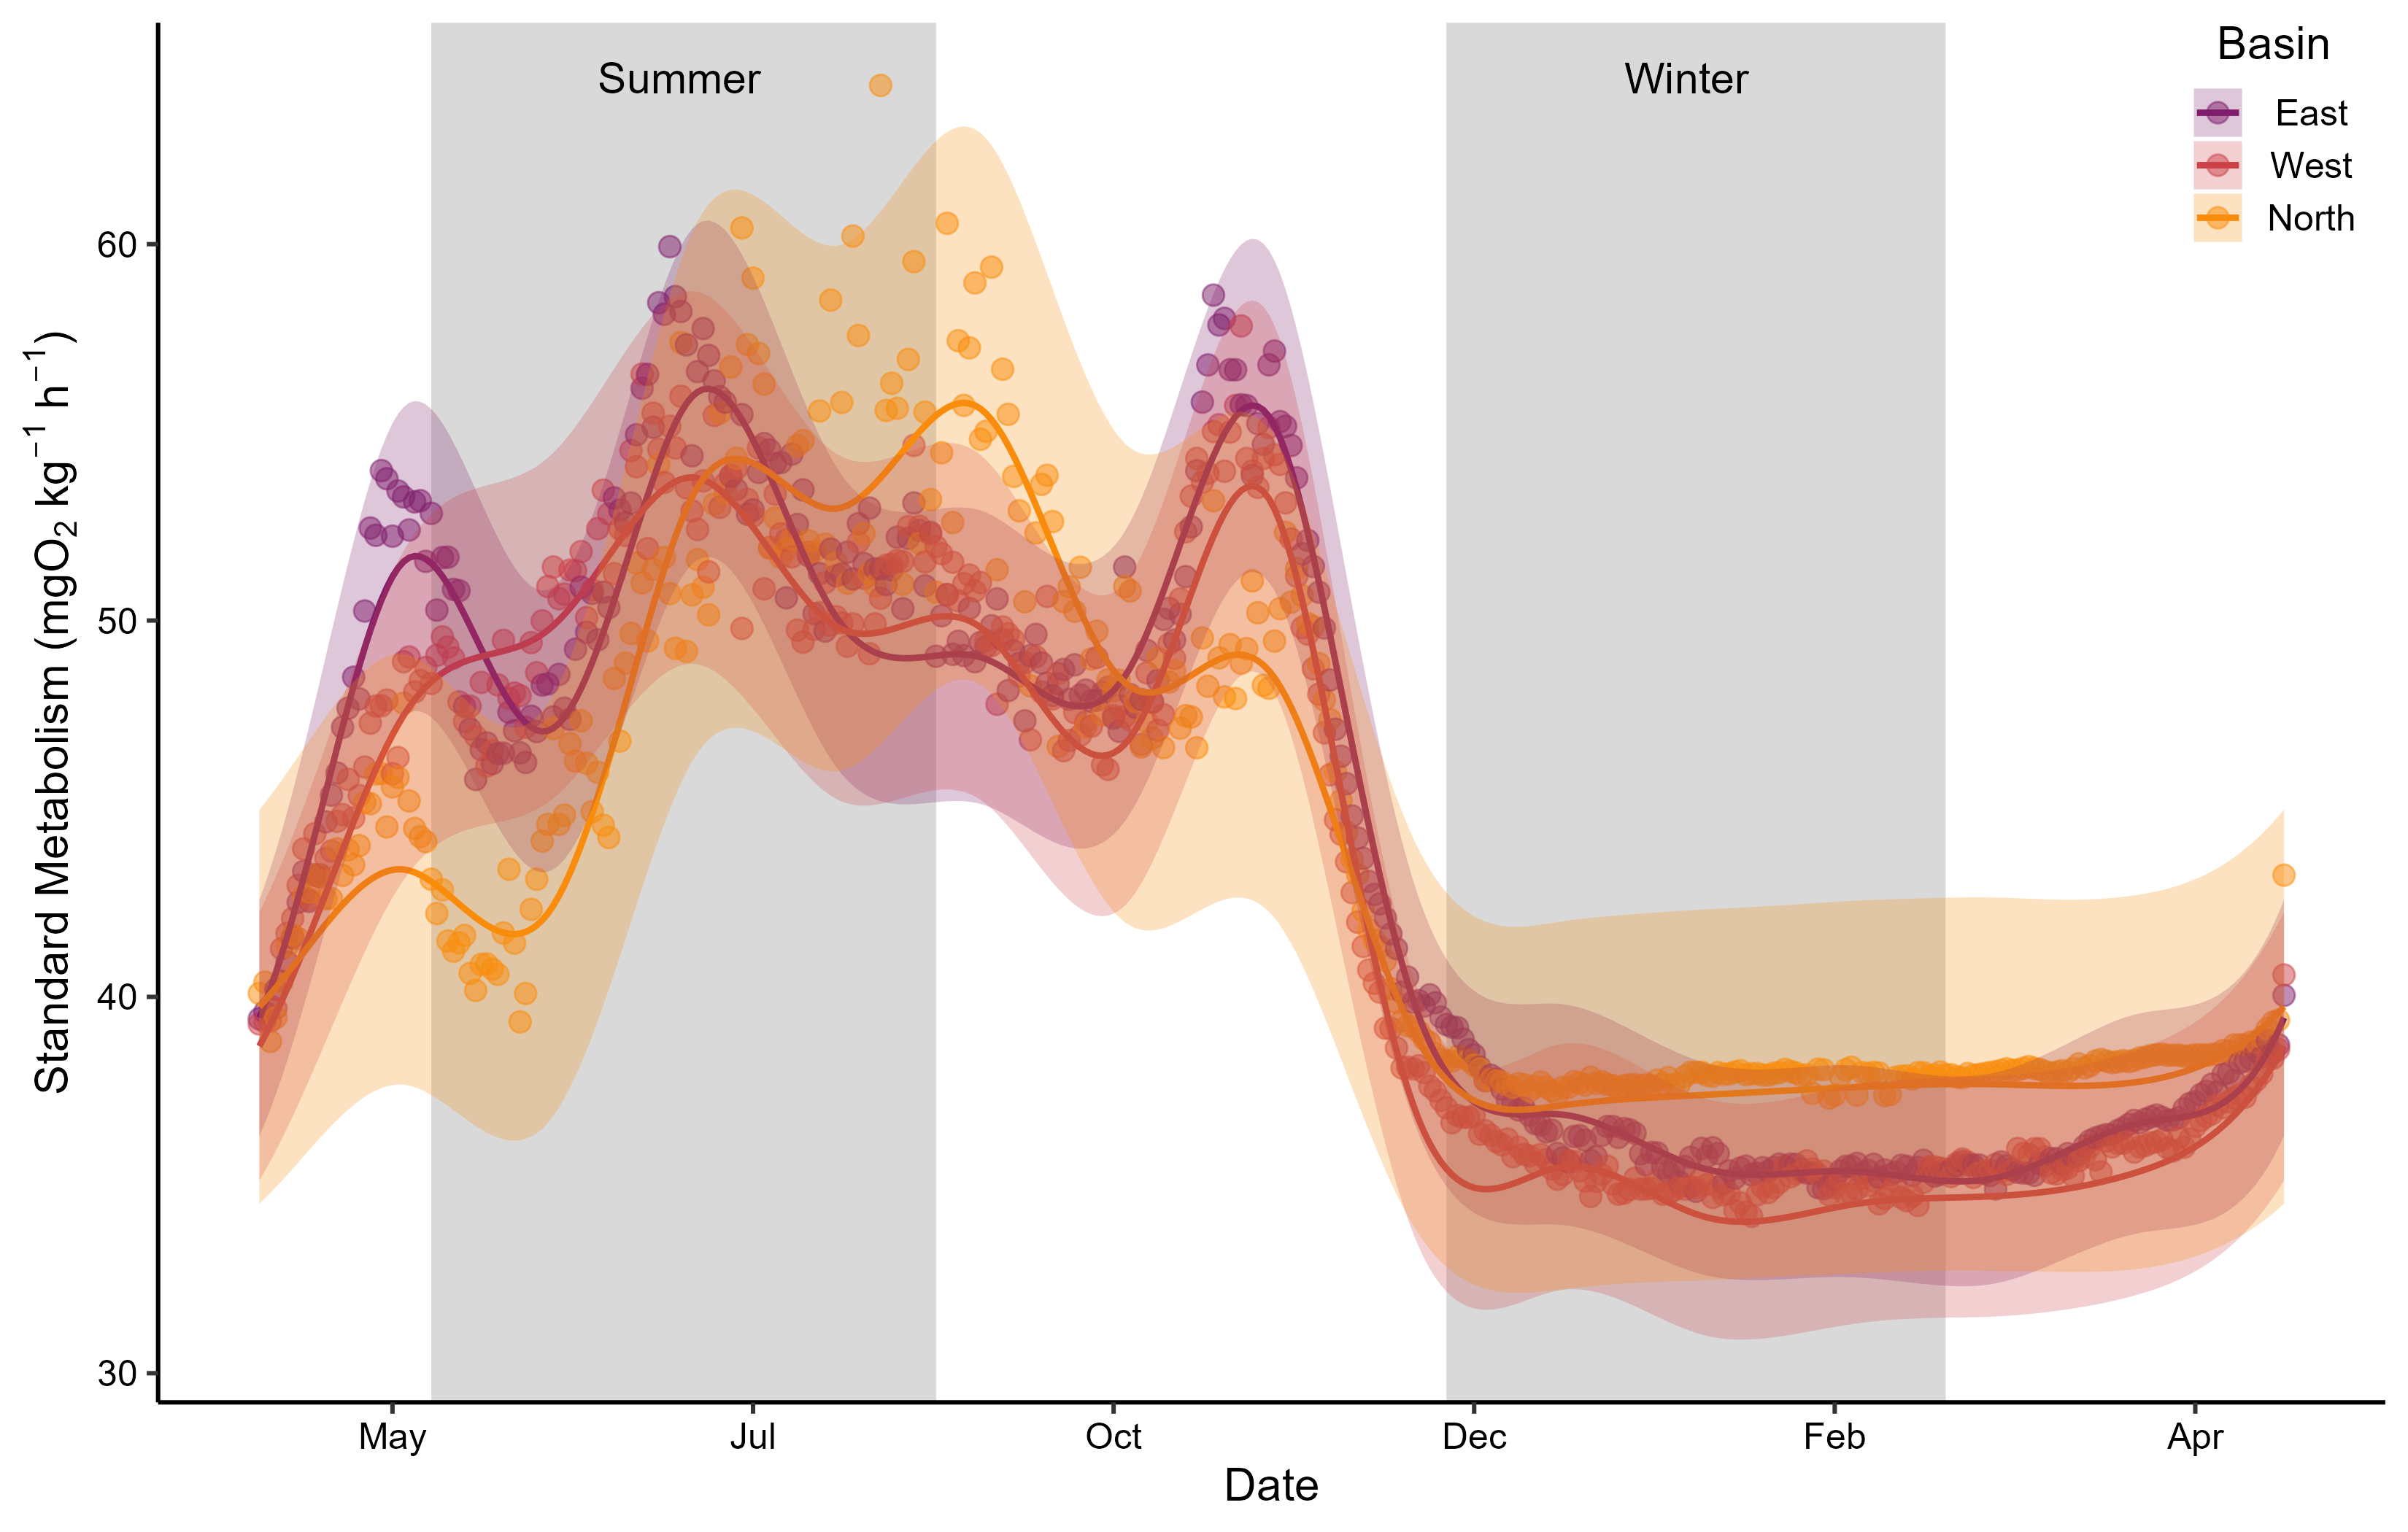 Summer
Winter
Basin
East
West
North
60
50
40
30
Standard Metabolism (mgO₂ kg⁻¹ h⁻¹)
May
Jul
Oct
Dec
Feb
Apr
Date